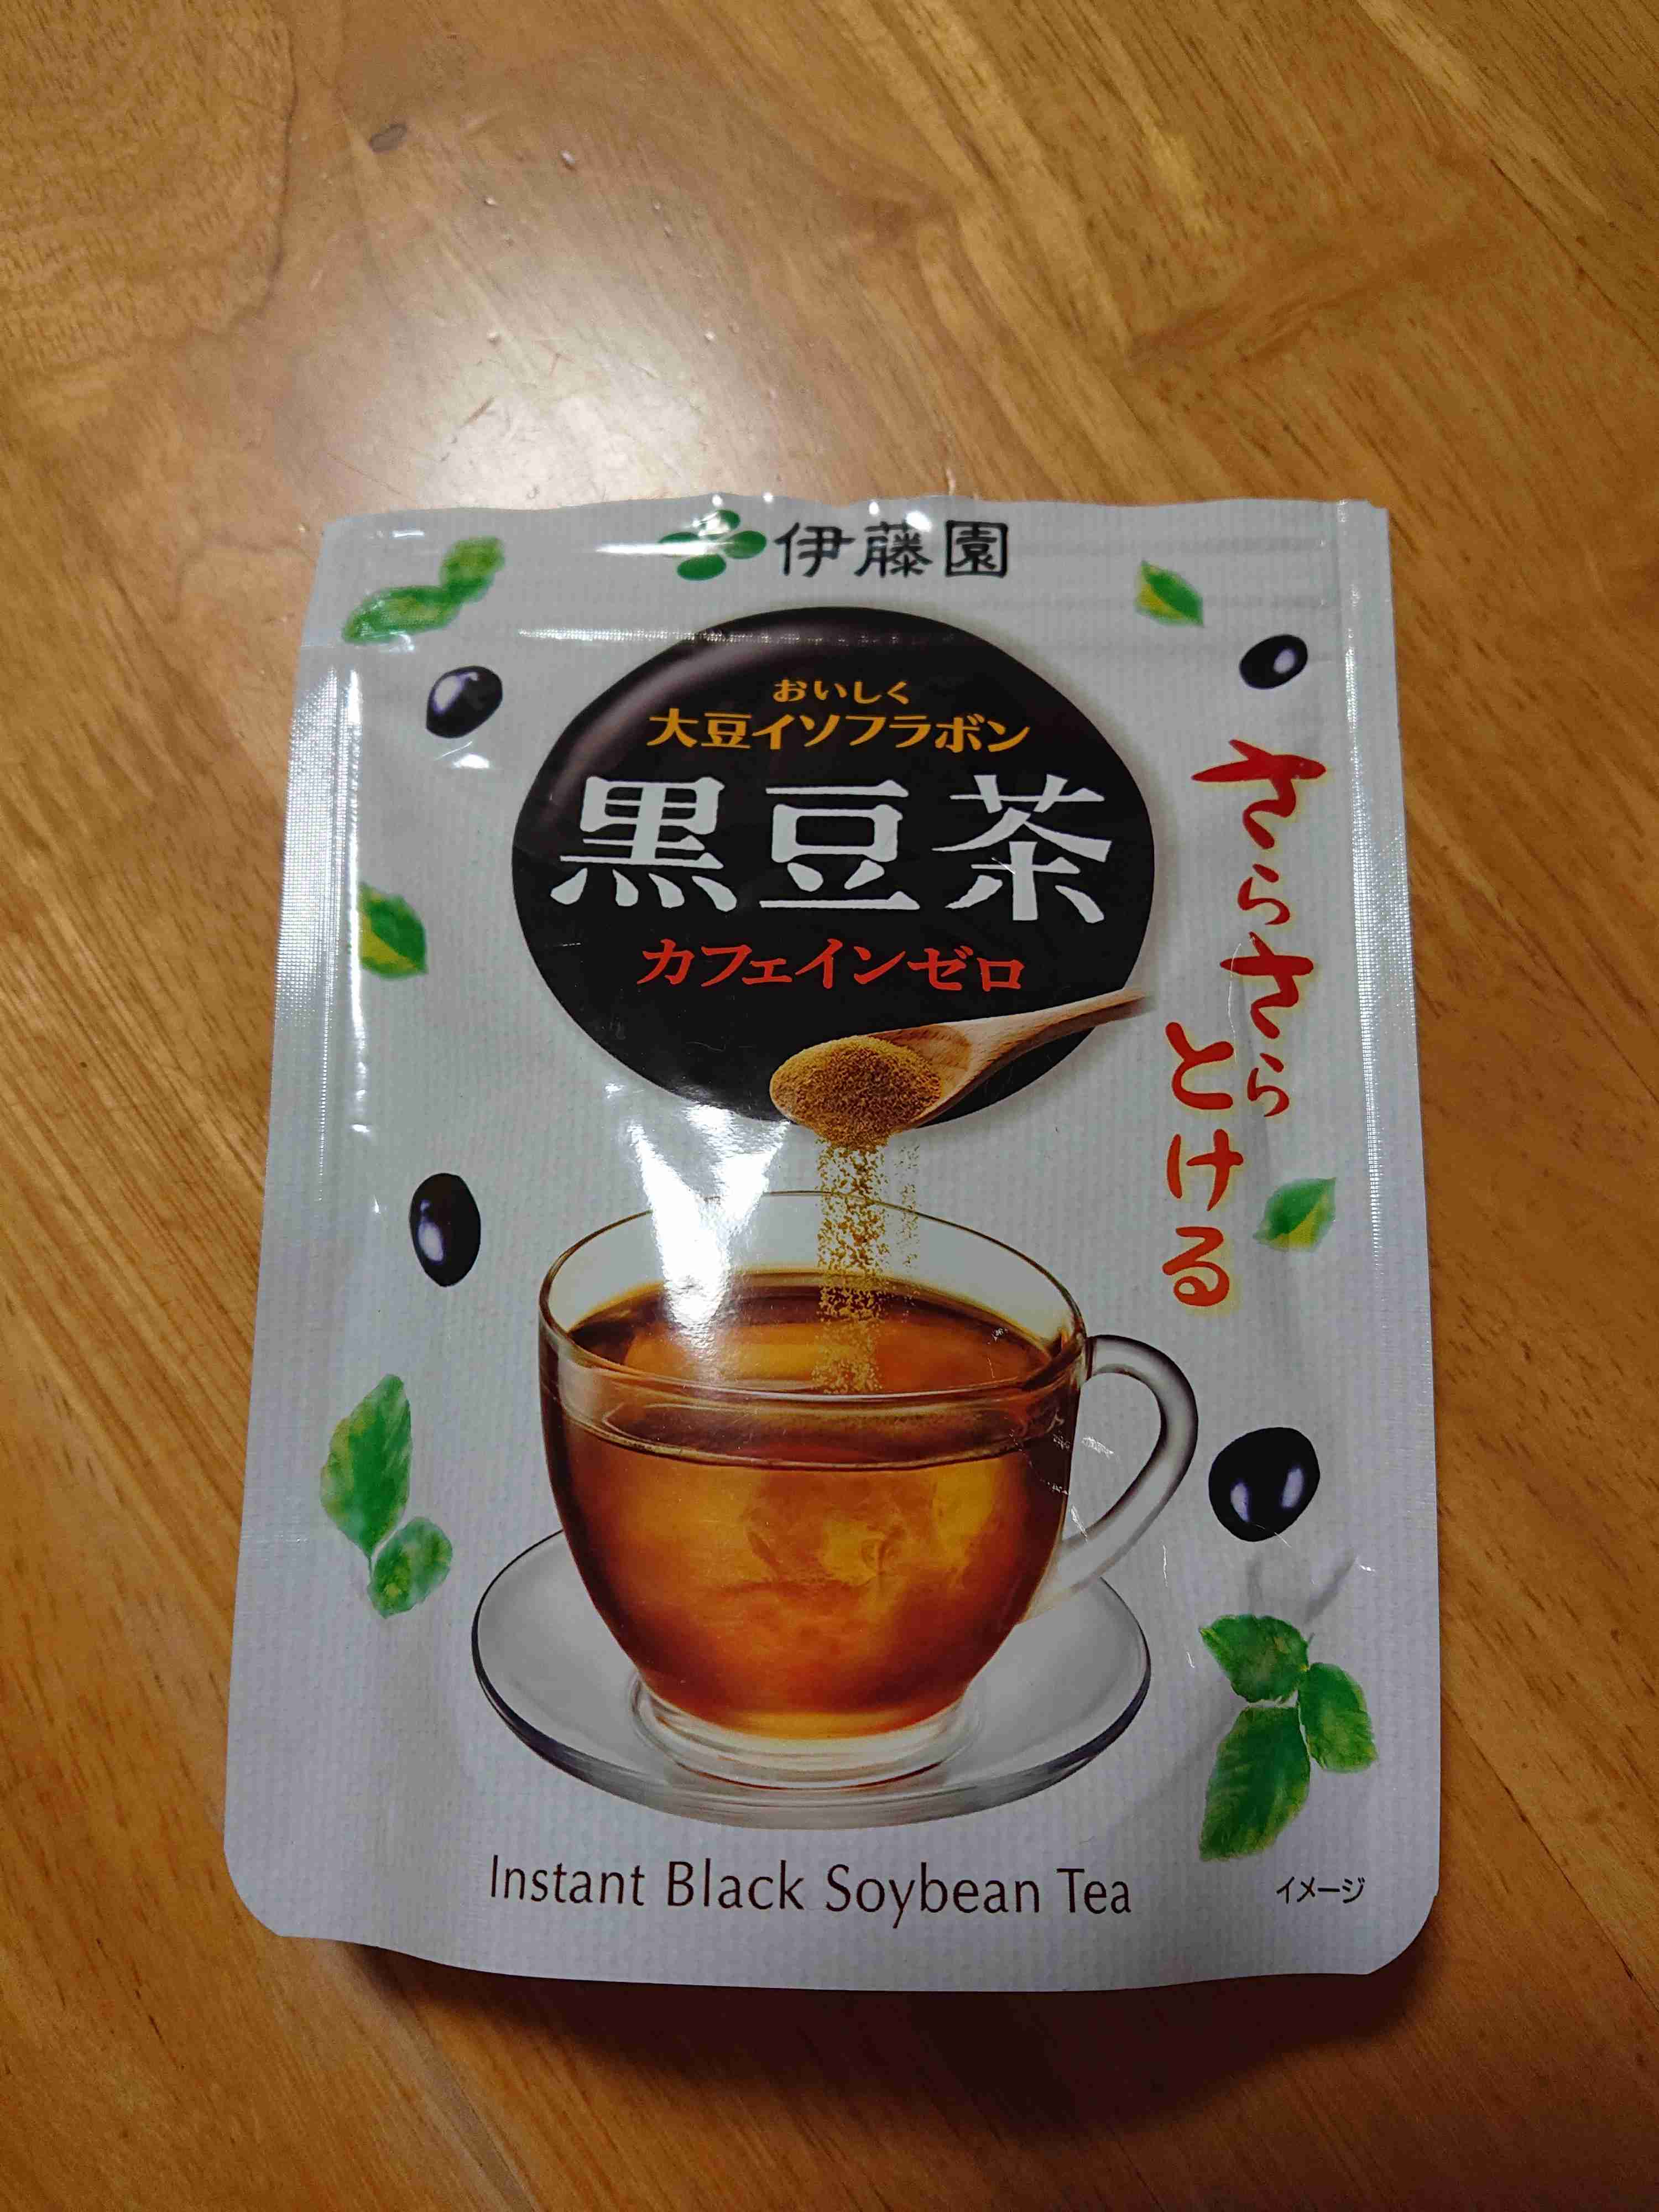 伊藤園
おいしく
大豆イソフラボン
黒豆茶
カフェインゼロ
さらさら
とける
Instant Black Soybean Tea
イメージ